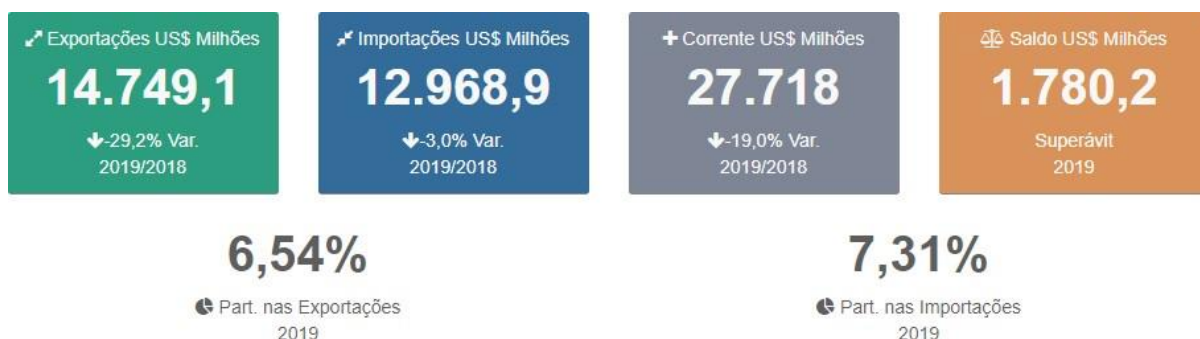 Exportações US$ Milhões
14.749,1
-29,2% Var.
2019/2018
Importações US$ Milhões
12.968,9
-3,0% Var.
2019/2018
Corrente US$ Milhões
27.718
-19,0% Var.
2019/2018
Saldo US$ Milhões
1.780,2
Superávit
2019
6,54%
Part. nas Exportações
2019
7,31%
Part. nas Importações
2019